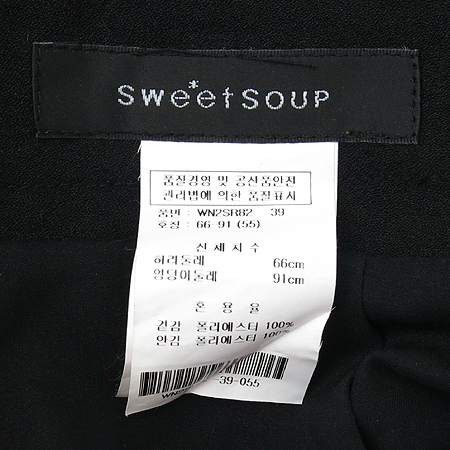 SWeetSOUP
품질경영 및 공산품안전
관리법에 의한 품질표시
품번: WN2SR82 39
호칭: 66-91 (55)
신체치수
허리둘레 66cm
엉덩이둘레 91cm
혼용율
겉감 폴리에스터 100%
안감 폴리에스터 100%
39-055